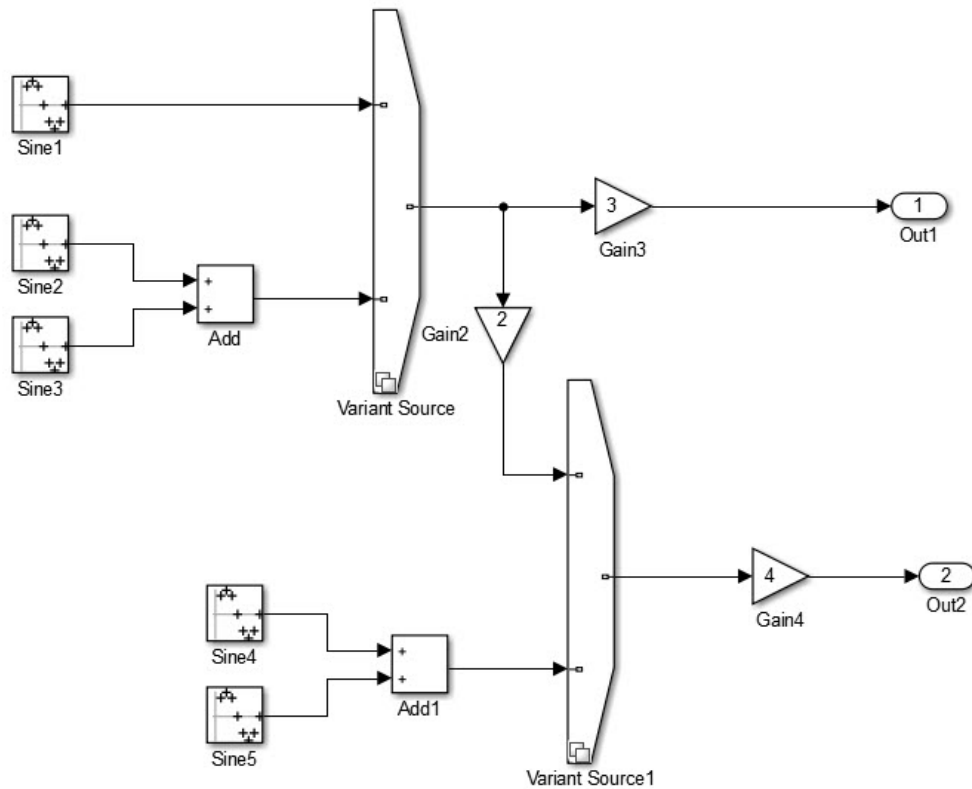 Sine1
3
1
Gain3
Out1
Sine2
+
+
Add
2
Gain2
Sine3
Variant Source
4
2
Gain4
Out2
Sine4
+
+
Add1
Sine5
Variant Source1